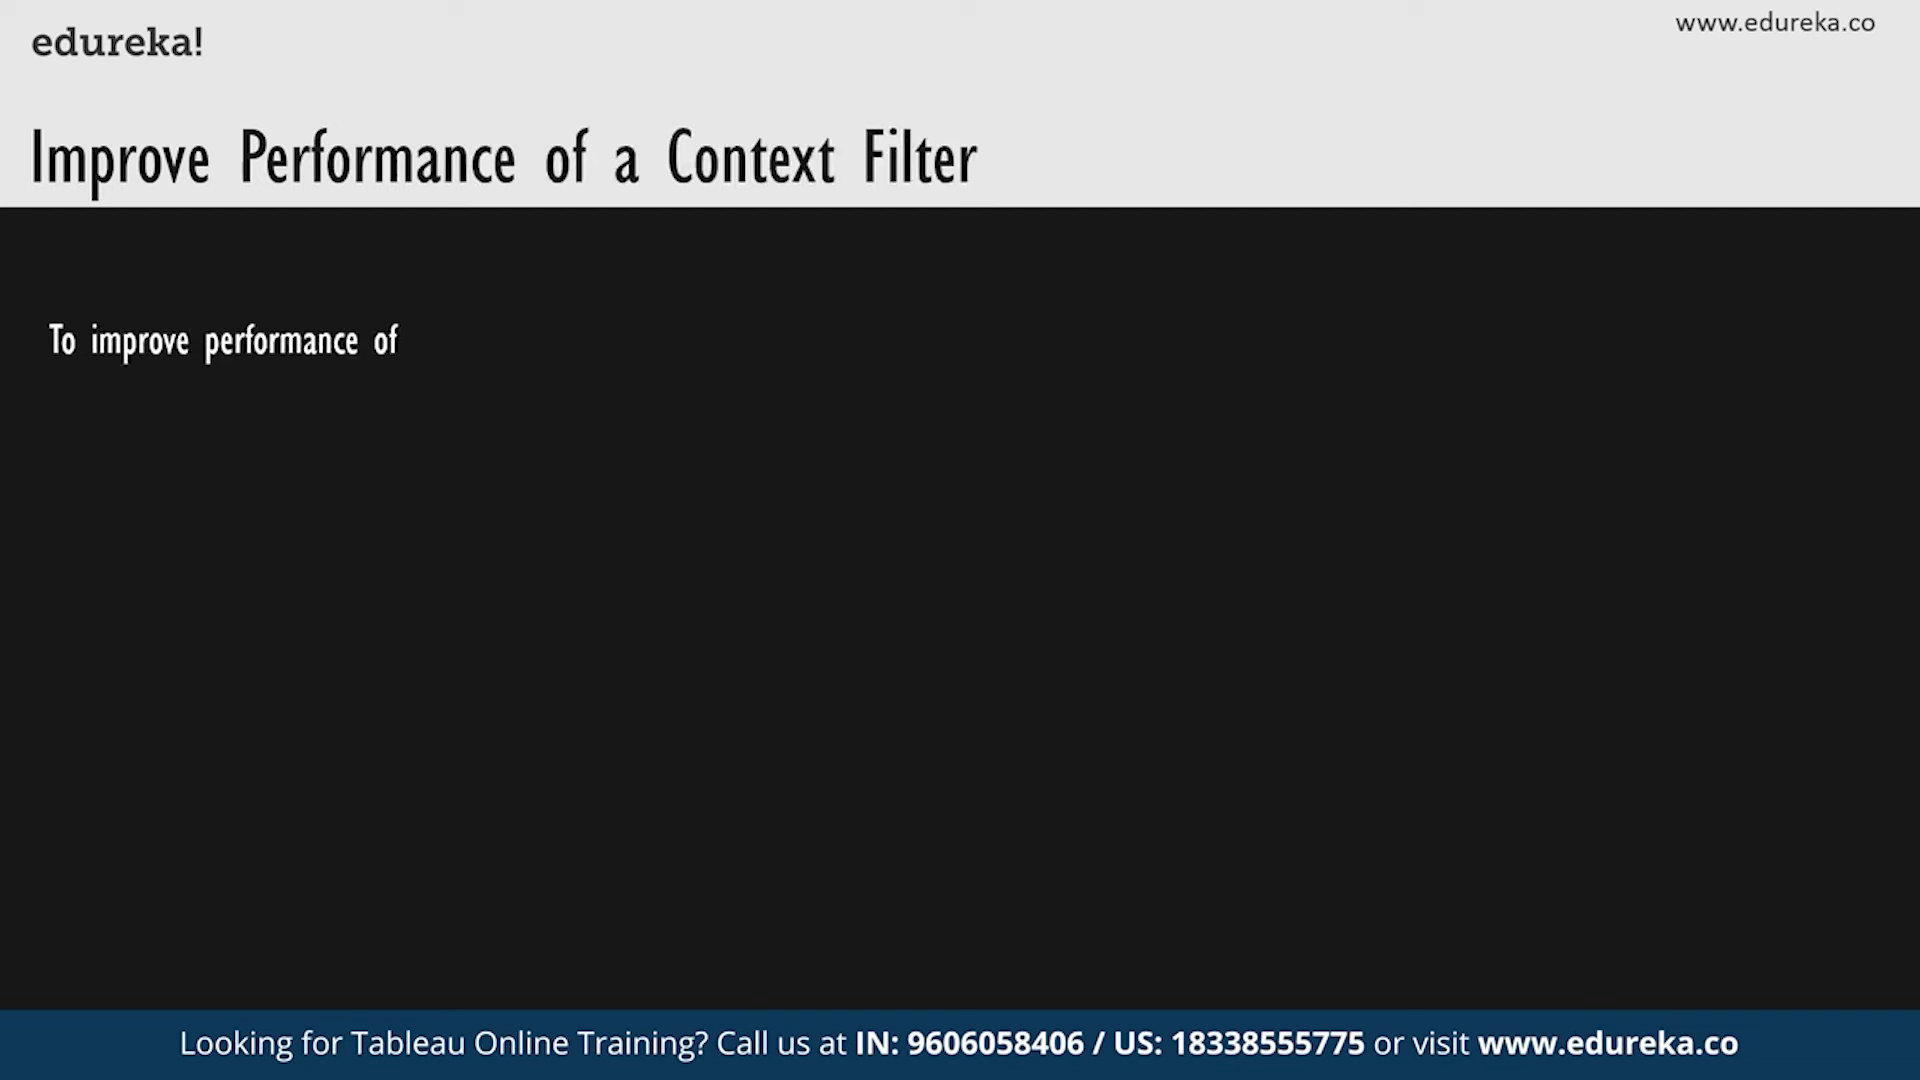 edureka!
www.edureka.co
Improve Performance of a Context Filter
To improve performance of
Looking for Tableau Online Training? Call us at IN: 9606058406 / US: 18338555775 or visit www.edureka.co